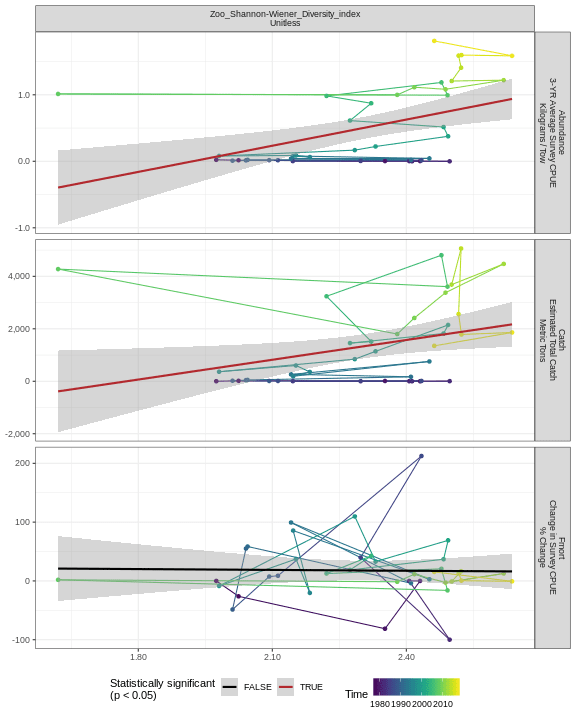 Zoo_Shannon-Wiener_Diversity_index
Unitless
1.0
0.0
-1.0
Abundance
3-YR Average Survey CPUE
Kilograms / Tow
4,000
2,000
0
-2,000
Catch
Estimated Total Catch
Metric Tons
200
100
0
-100
Fmort
Change in Survey CPUE
% Change
1.80
2.10
2.40
Statistically significant
(p < 0.05)
FALSE
TRUE
Time
1980 1990 2000 2010